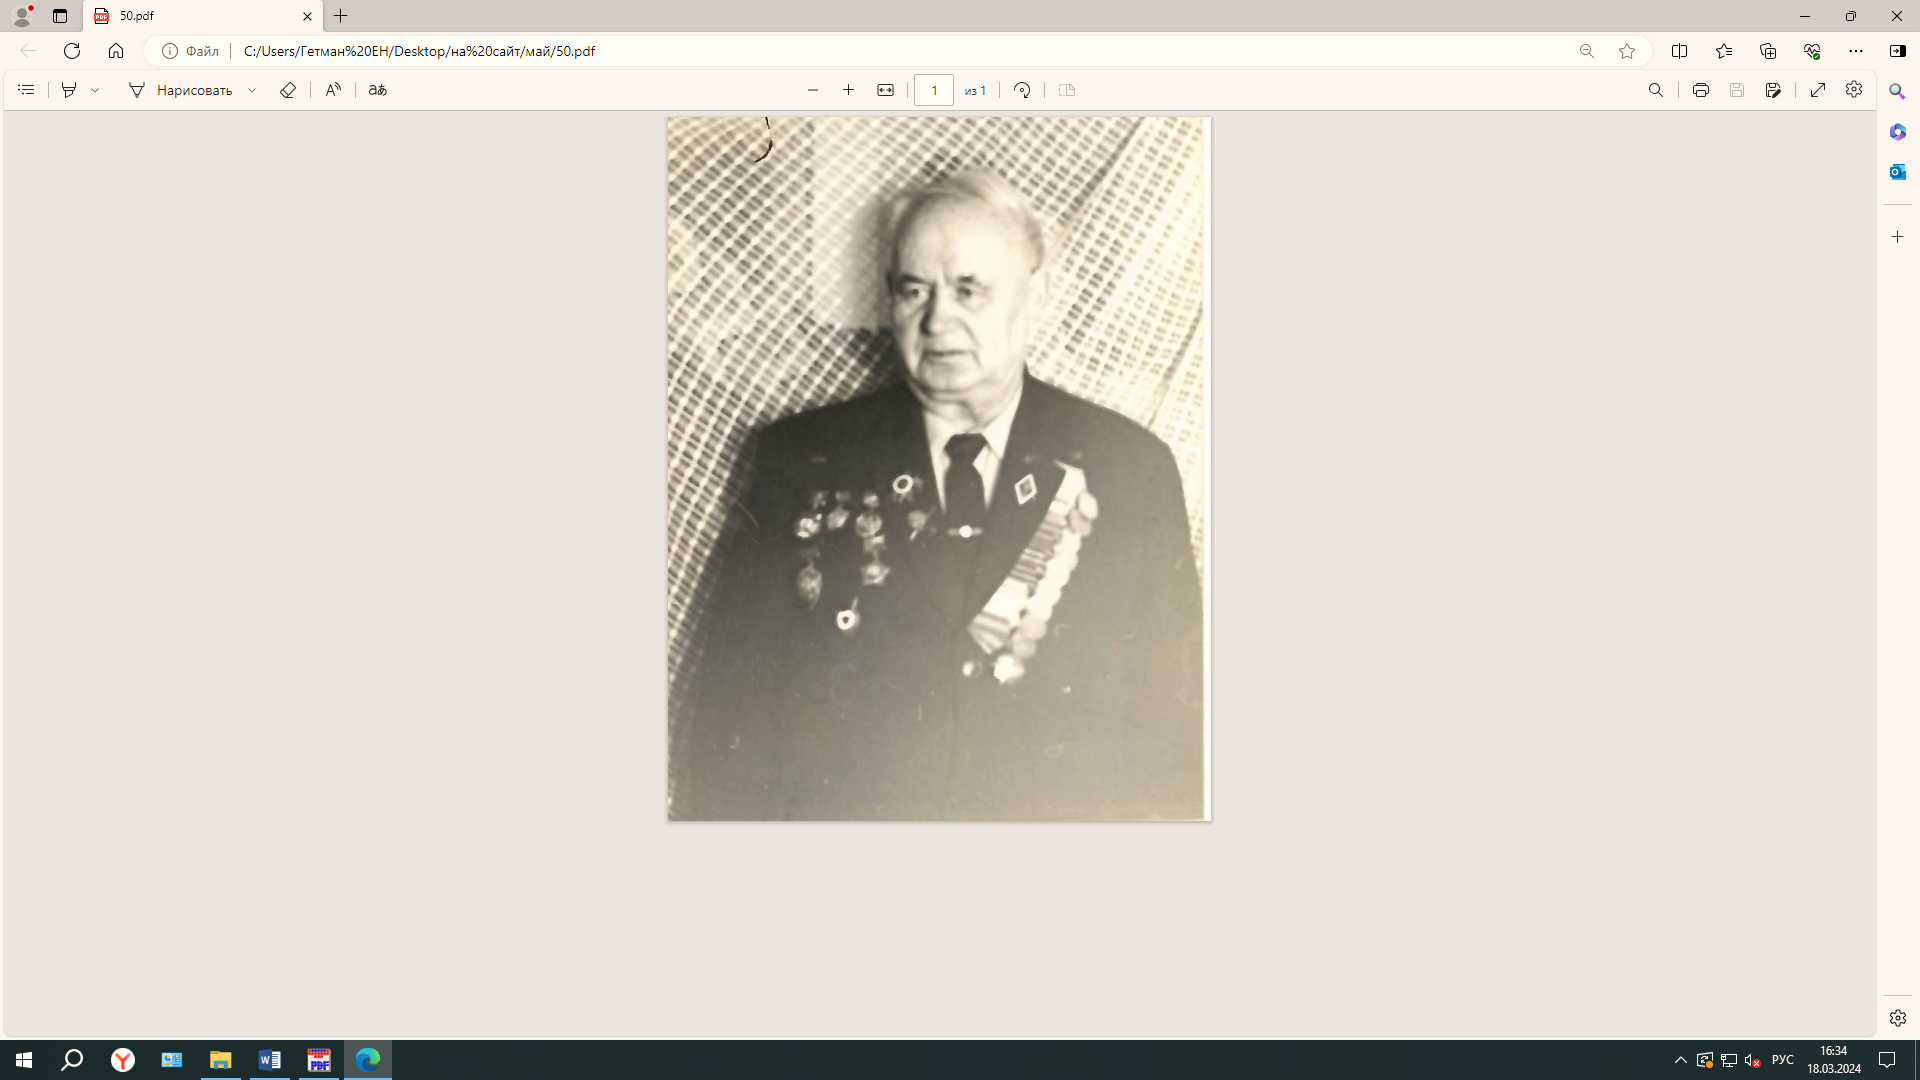 50.pdf
Файл
C:/Users/Гетман%20ЕН/Desktop/на%20сайт/май/50.pdf
Нарисовать
1
из 1
РУС
16:34
18.03.2024